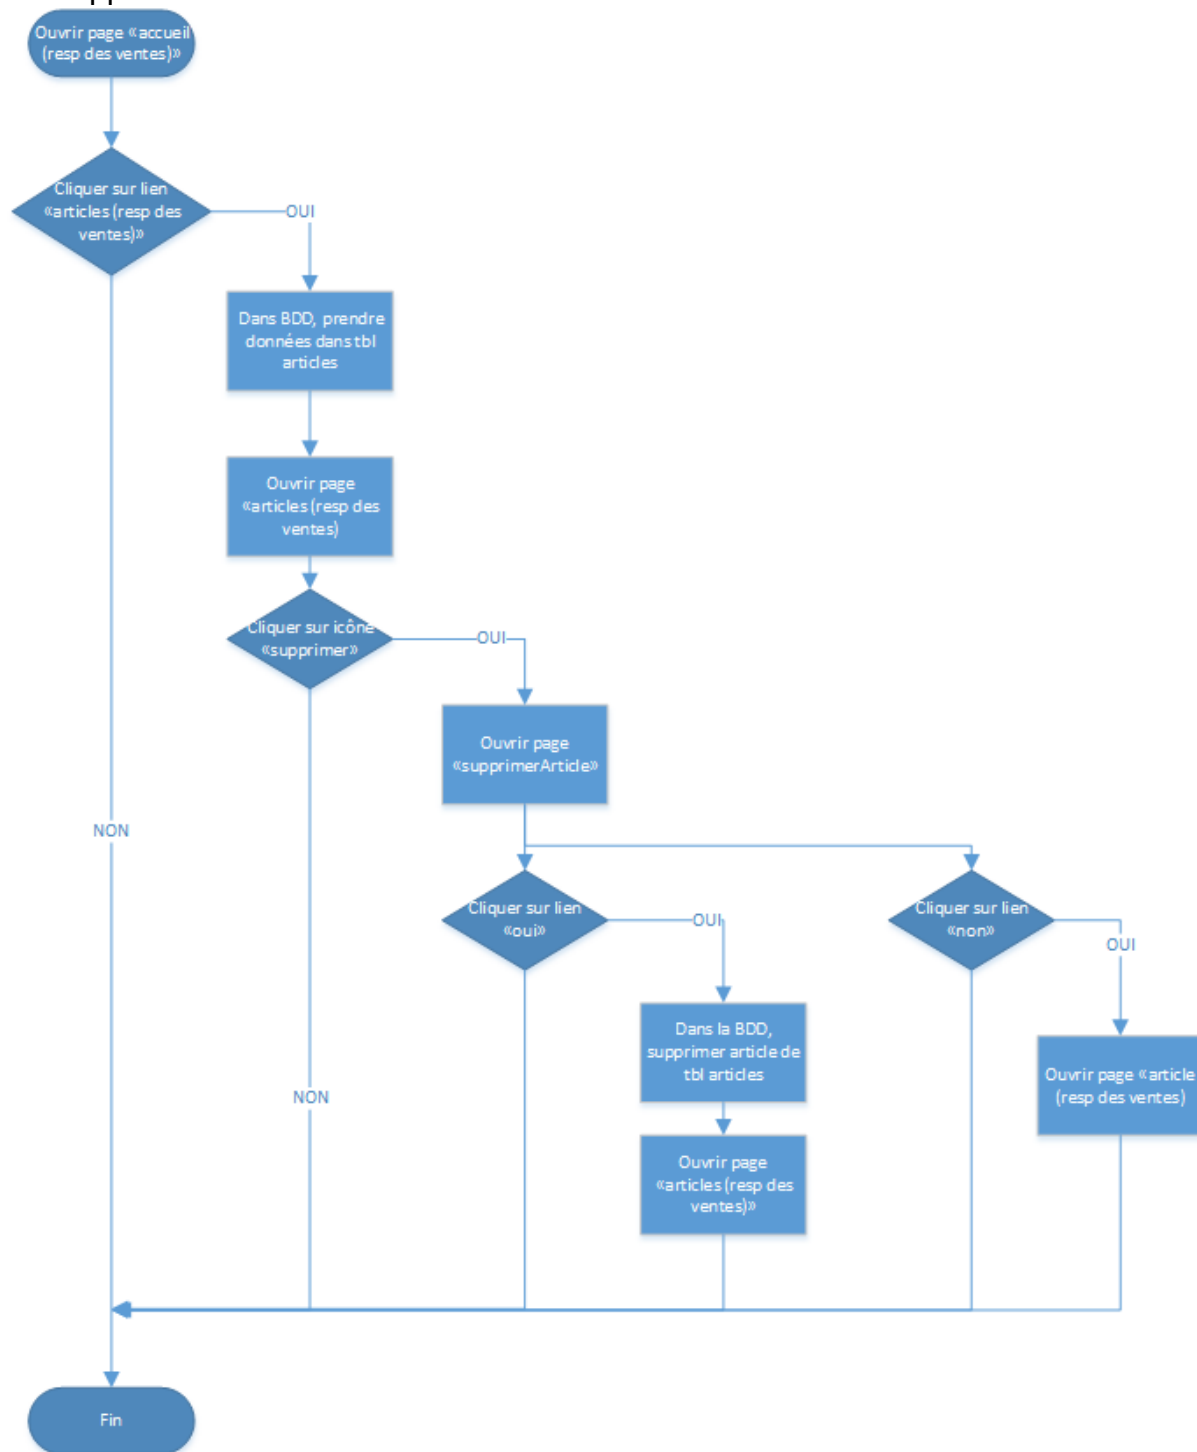 Ouvrir page «accueil
(resp des ventes)»
Cliquer sur lien
«articles (resp des
ventes)»
OUI
Dans BDD, prendre
données dans tbl
articles
Ouvrir page
«articles (resp des
ventes)
Cliquer sur icône
«supprimer»
OUI
Ouvrir page
«supprimerArticle»
NON
Cliquer sur lien
«oui»
OUI
Cliquer sur lien
«non»
OUI
Dans la BDD,
supprimer article de
tbl articles
Ouvrir page «article
(resp des ventes)
NON
Ouvrir page
«articles (resp des
ventes)»
Fin